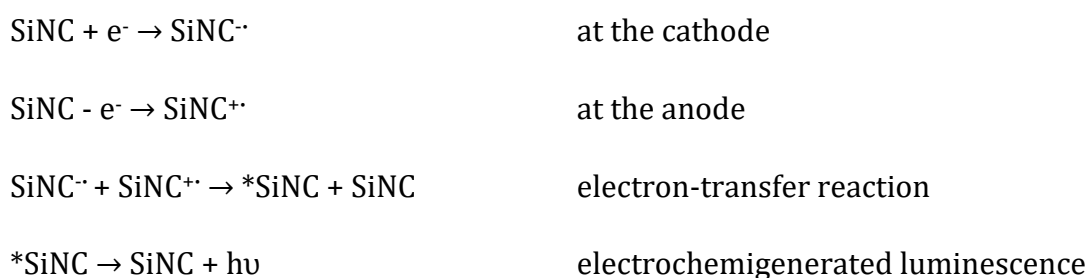 SiNC + e⁻ → SiNC⁻• at the cathode
SiNC - e⁻ → SiNC⁺• at the anode
SiNC⁻• + SiNC⁺• → *SiNC + SiNC electron-transfer reaction
*SiNC → SiNC + hυ electrochemigenerated luminescence